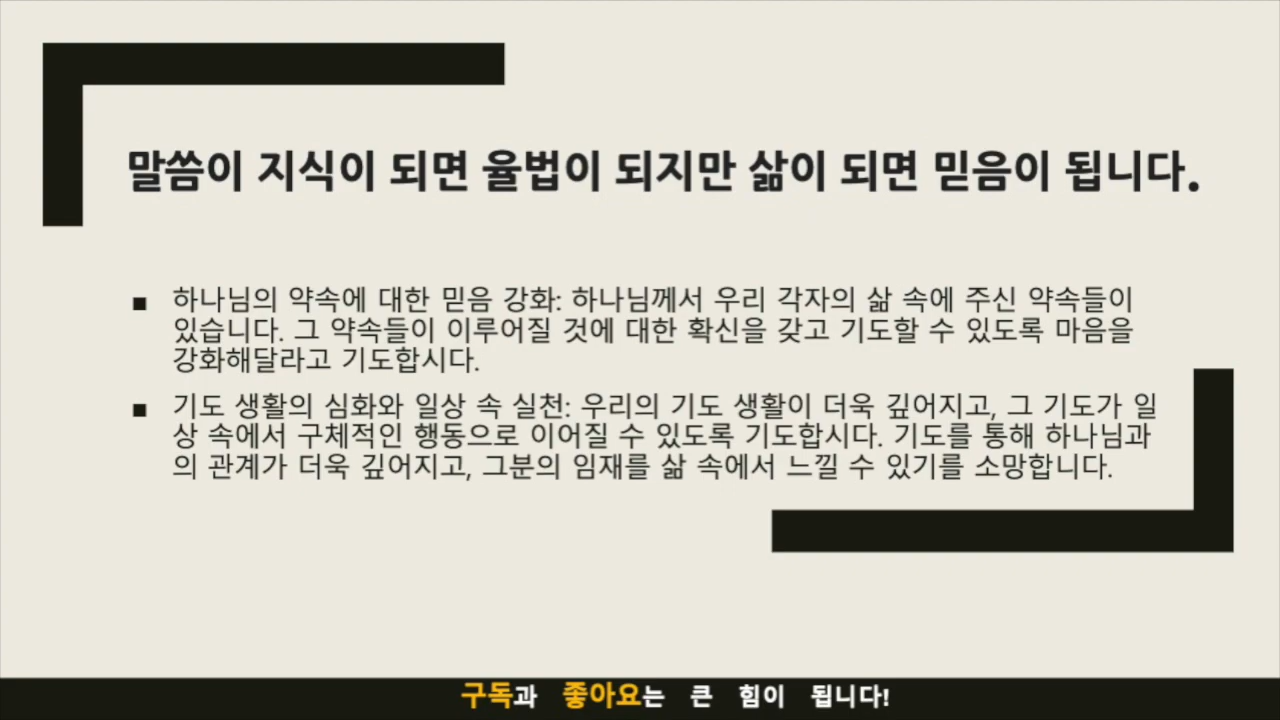 말씀이 지식이 되면 율법이 되지만 삶이 되면 믿음이 됩니다.
■ 하나님의 약속에 대한 믿음 강화: 하나님께서 우리 각자의 삶 속에 주신 약속들이
있습니다. 그 약속들이 이루어질 것에 대한 확신을 갖고 기도할 수 있도록 마음을
강화해달라고 기도합시다.
■ 기도 생활의 심화와 일상 속 실천: 우리의 기도 생활이 더욱 깊어지고, 그 기도가 일
상 속에서 구체적인 행동으로 이어질 수 있도록 기도합시다. 기도를 통해 하나님과
의 관계가 더욱 깊어지고, 그분의 임재를 삶 속에서 느낄 수 있기를 소망합니다.
구독과 좋아요는 큰 힘이 됩니다!